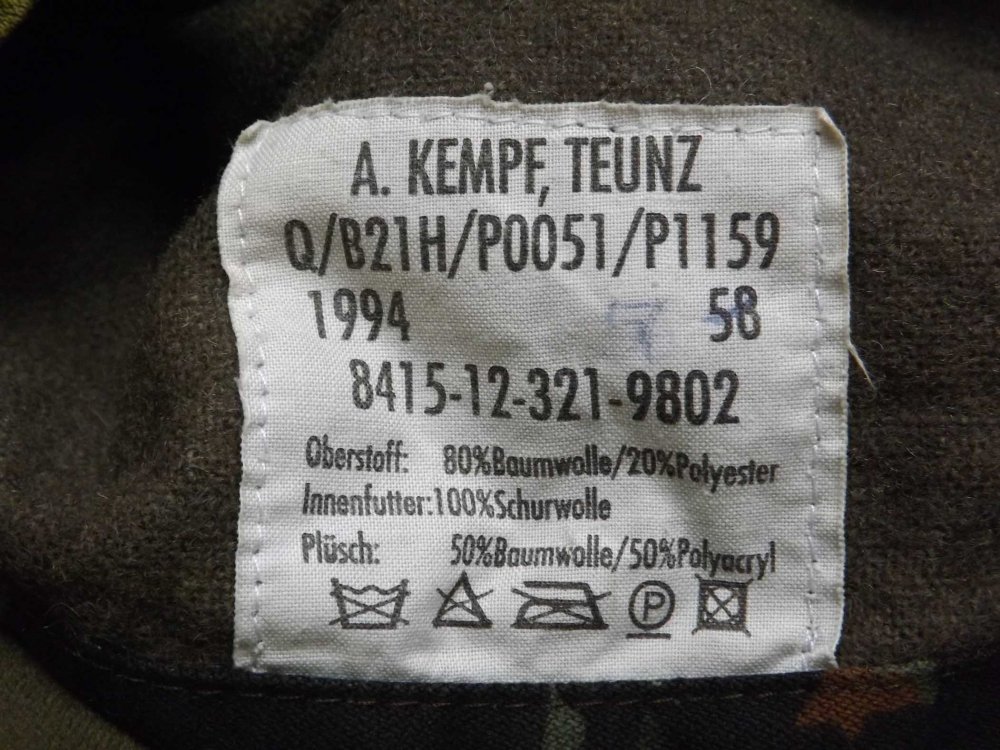 A. KEMPF, TEUNZ
Q/B21H/P0051/P1159
1994 7 58
8415-12-321-9802
Oberstoff: 80%Baumwolle/20%Polyester
Innenfutter:100%Schurwolle
Plüsch: 50%Baumwolle/50%Polyacryl
P